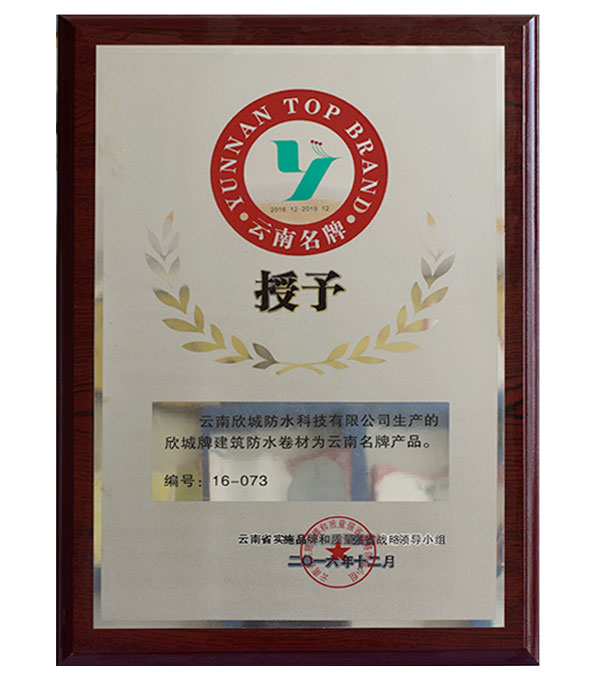 YUNNAN TOP BRAND
2016.12-2019.12
云南名牌
授予
云南欣城防水科技有限公司生产的
欣城牌建筑防水卷材为云南名牌产品。
编号：16-073
云南省实施品牌和质量强省战略领导小组
二〇一六年十二月